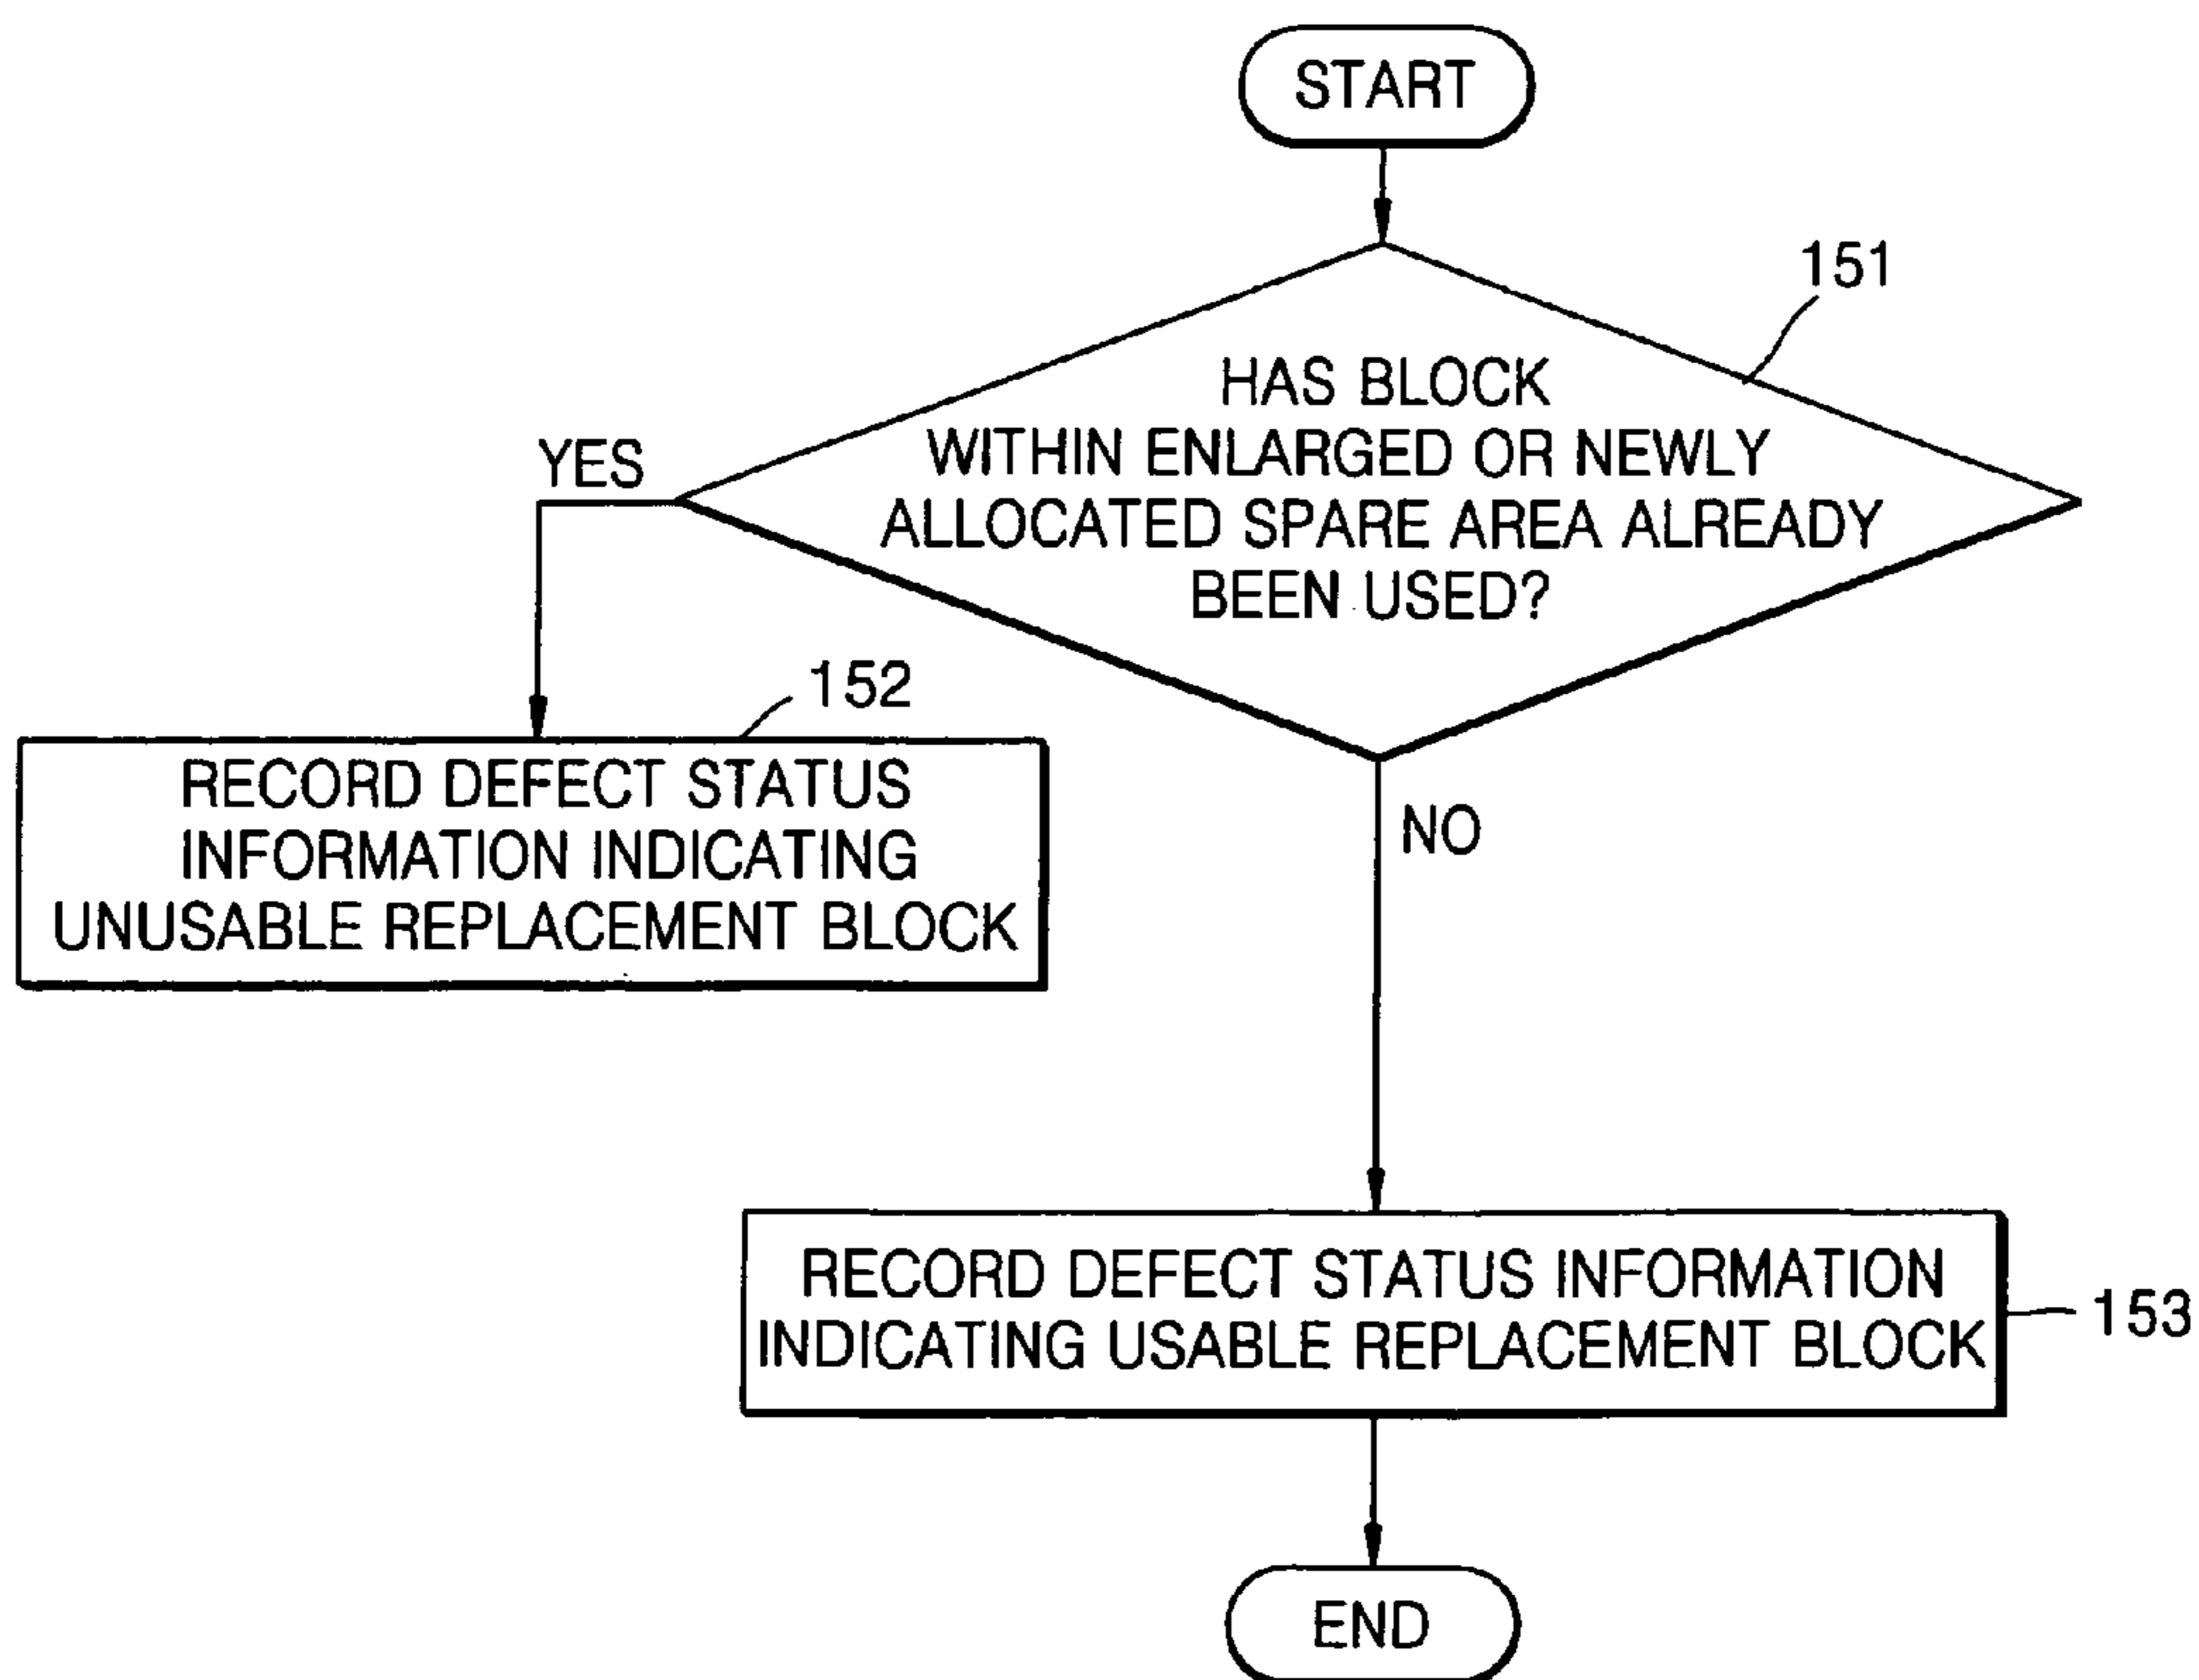 START
151
HAS BLOCK
WITHIN ENLARGED OR NEWLY
ALLOCATED SPARE AREA ALREADY
BEEN USED?
YES
152
RECORD DEFECT STATUS
INFORMATION INDICATING
UNUSABLE REPLACEMENT BLOCK
NO
RECORD DEFECT STATUS INFORMATION
INDICATING USABLE REPLACEMENT BLOCK
153
END